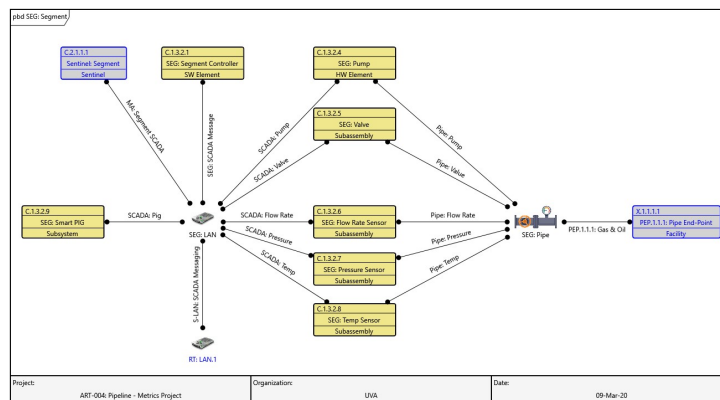 pbd SEG: Segment
C.2.1.1.1
Sentinel: Segment
Sentinel
C.1.3.2.1
SEG: Segment Controller
SW Element
C.1.3.2.4
SEG: Pump
HW Element
C.1.3.2.5
SEG: Valve
Subassembly
MA: Segment SCADA
SEG: SCADA Message
SCADA: Pump
SCADA: Valve
Pipe: Pump
Pipe: Value
C.1.3.2.9
SEG: Smart PIG
Subsystem
SCADA: Pig
SEG: LAN
SCADA: Flow Rate
C.1.3.2.6
SEG: Flow Rate Sensor
Subassembly
Pipe: Flow Rate
SEG: Pipe
PEP.1.1.1: Gas & Oil
X.1.1.1.1
PEP.1.1.1: Pipe End-Point
Facility
SCADA: Pressure
C.1.3.2.7
SEG: Pressure Sensor
Subassembly
Pipe: Pressure
SCADA: Temp
C.1.3.2.8
SEG: Temp Sensor
Subassembly
Pipe: Temp
S-LAN: SCADA Messaging
RT: LAN.1
Project:
ART-004: Pipeline - Metrics Project
Organization:
UVA
Date:
09-Mar-20